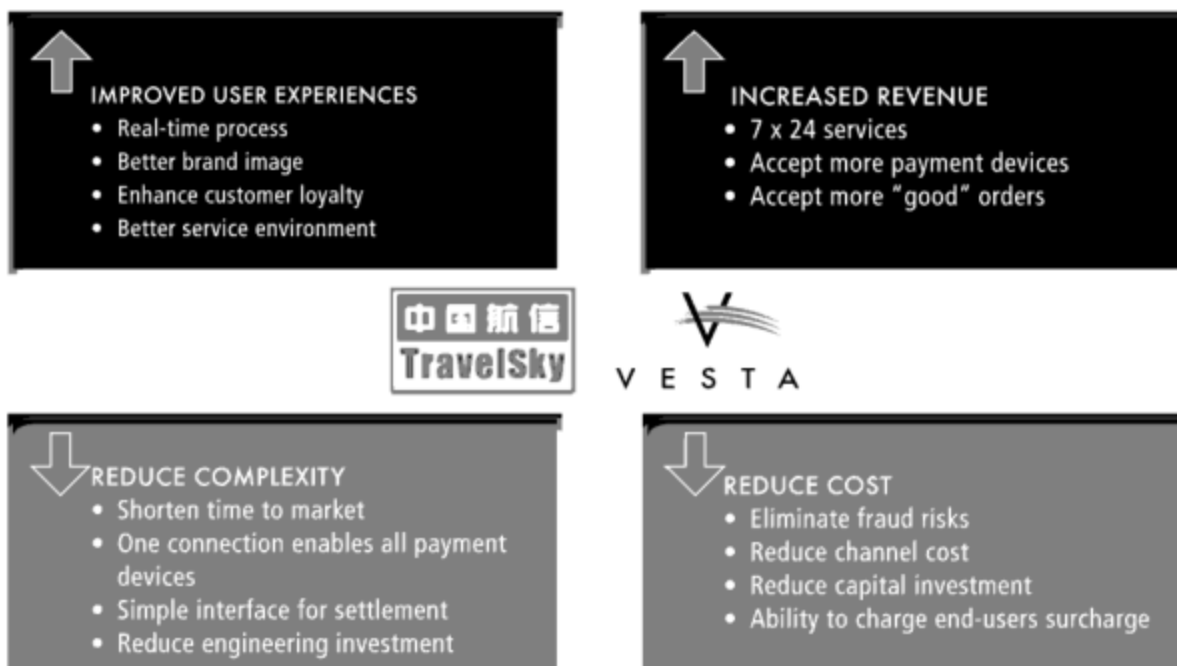 IMPROVED USER EXPERIENCES
• Real-time process
• Better brand image
• Enhance customer loyalty
• Better service environment
INCREASED REVENUE
• 7 x 24 services
• Accept more payment devices
• Accept more “good” orders
中国航信
TravelSky
VESTA
REDUCE COMPLEXITY
• Shorten time to market
• One connection enables all payment
devices
• Simple interface for settlement
• Reduce engineering investment
REDUCE COST
• Eliminate fraud risks
• Reduce channel cost
• Reduce capital investment
• Ability to charge end-users surcharge